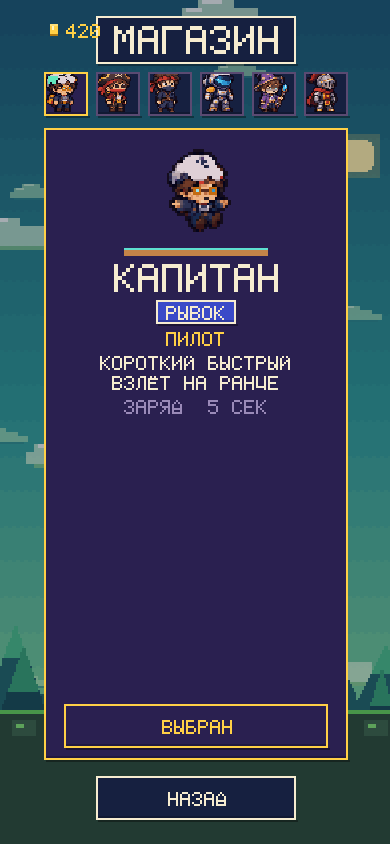 420
МАГАЗИН
КАПИТАН
РЫВОК
ПИЛОТ
КОРОТКИЙ БЫСТРЫЙ
ВЗЛЁТ НА РАНЦЕ
ЗАРЯД 5 СЕК
ВЫБРАН
НАЗАД